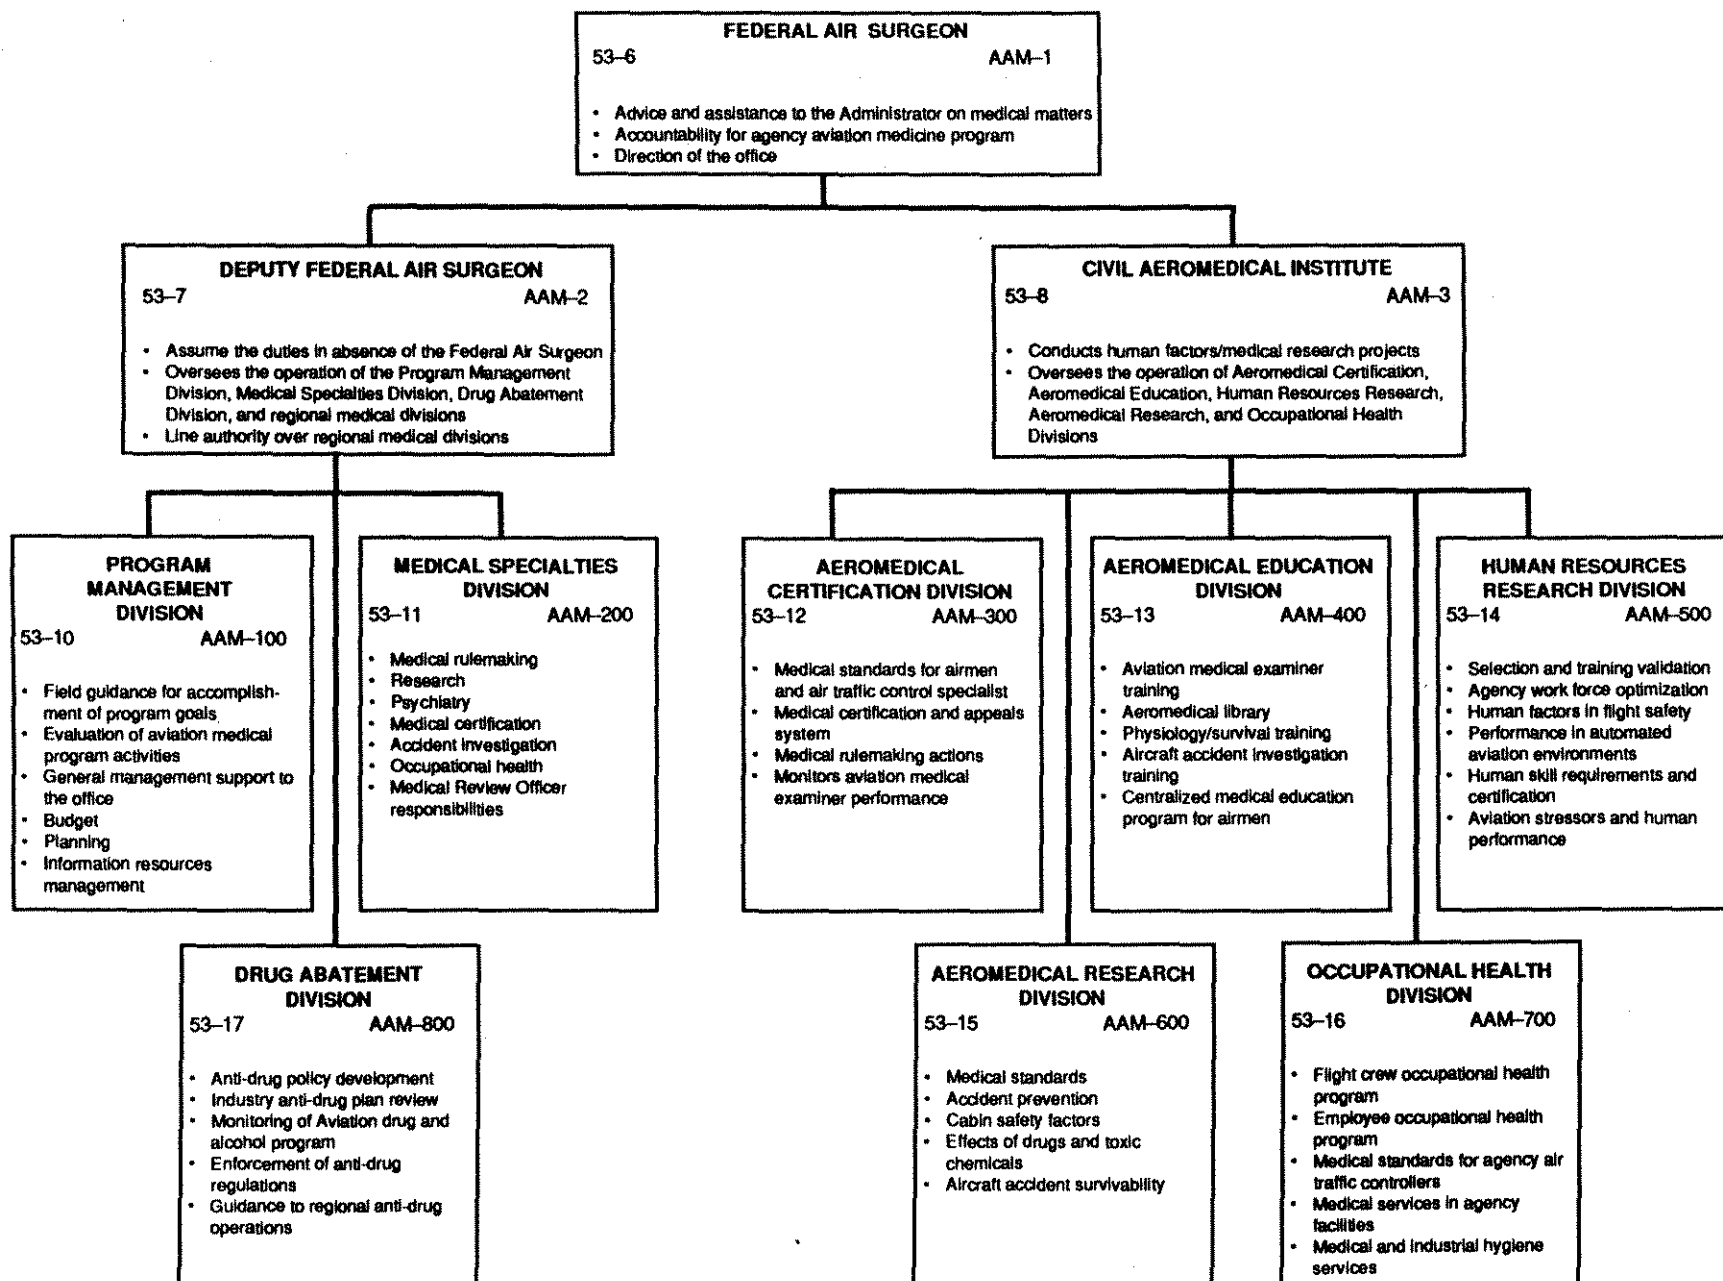 FEDERAL AIR SURGEON
53–6 AAM–1
• Advice and assistance to the Administrator on medical matters
• Accountability for agency aviation medicine program
• Direction of the office
DEPUTY FEDERAL AIR SURGEON
53–7 AAM–2
• Assume the duties in absence of the Federal Air Surgeon
• Oversees the operation of the Program Management
Division, Medical Specialties Division, Drug Abatement
Division, and regional medical divisions
• Line authority over regional medical divisions
CIVIL AEROMEDICAL INSTITUTE
53–8 AAM–3
• Conducts human factors/medical research projects
• Oversees the operation of Aeromedical Certification,
Aeromedical Education, Human Resources Research,
Aeromedical Research, and Occupational Health
Divisions
PROGRAM
MANAGEMENT
DIVISION
53–10 AAM–100
• Field guidance for accomplish-
ment of program goals
• Evaluation of aviation medical
program activities
• General management support to
the office
• Budget
• Planning
• Information resources
management
MEDICAL SPECIALTIES
DIVISION
53–11 AAM–200
• Medical rulemaking
• Research
• Psychiatry
• Medical certification
• Accident investigation
• Occupational health
• Medical Review Officer
responsibilities
AEROMEDICAL
CERTIFICATION DIVISION
53–12 AAM–300
• Medical standards for airmen
and air traffic control specialist
• Medical certification and appeals
system
• Medical rulemaking actions
• Monitors aviation medical
examiner performance
AEROMEDICAL EDUCATION
DIVISION
53–13 AAM–400
• Aviation medical examiner
training
• Aeromedical library
• Physiology/survival training
• Aircraft accident investigation
training
• Centralized medical education
program for airmen
HUMAN RESOURCES
RESEARCH DIVISION
53–14 AAM–500
• Selection and training validation
• Agency work force optimization
• Human factors in flight safety
• Performance in automated
aviation environments
• Human skill requirements and
certification
• Aviation stressors and human
performance
DRUG ABATEMENT
DIVISION
53–17 AAM–800
• Anti-drug policy development
• Industry anti-drug plan review
• Monitoring of Aviation drug and
alcohol program
• Enforcement of anti-drug
regulations
• Guidance to regional anti-drug
operations
AEROMEDICAL RESEARCH
DIVISION
53–15 AAM–600
• Medical standards
• Accident prevention
• Cabin safety factors
• Effects of drugs and toxic
chemicals
• Aircraft accident survivability
OCCUPATIONAL HEALTH
DIVISION
53–16 AAM–700
• Flight crew occupational health
program
• Employee occupational health
program
• Medical standards for agency air
traffic controllers
• Medical services in agency
facilities
• Medical and industrial hygiene
services